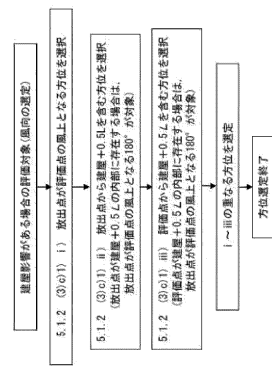 建屋影響がある場合の評価対象(風向の選定)
5.1.2 (3)c)1) ⅰ) 放出点が評価点の風上となる方位を選択
5.1.2 (3)c)1) ⅱ) 放出点から建屋+0.5Lを含む方位を選択
(放出点が建屋+0.5Lの内部に存在する場合は,
放出点が評価点の風上となる180°が対象)
5.1.2 (3)c)1) ⅲ) 評価点から建屋+0.5Lを含む方位を選択
(評価点が建屋+0.5Lの内部に存在する場合は,
放出点が評価点の風上となる180°が対象)
ⅰ~ⅲの重なる方位を選定
方位選定終了